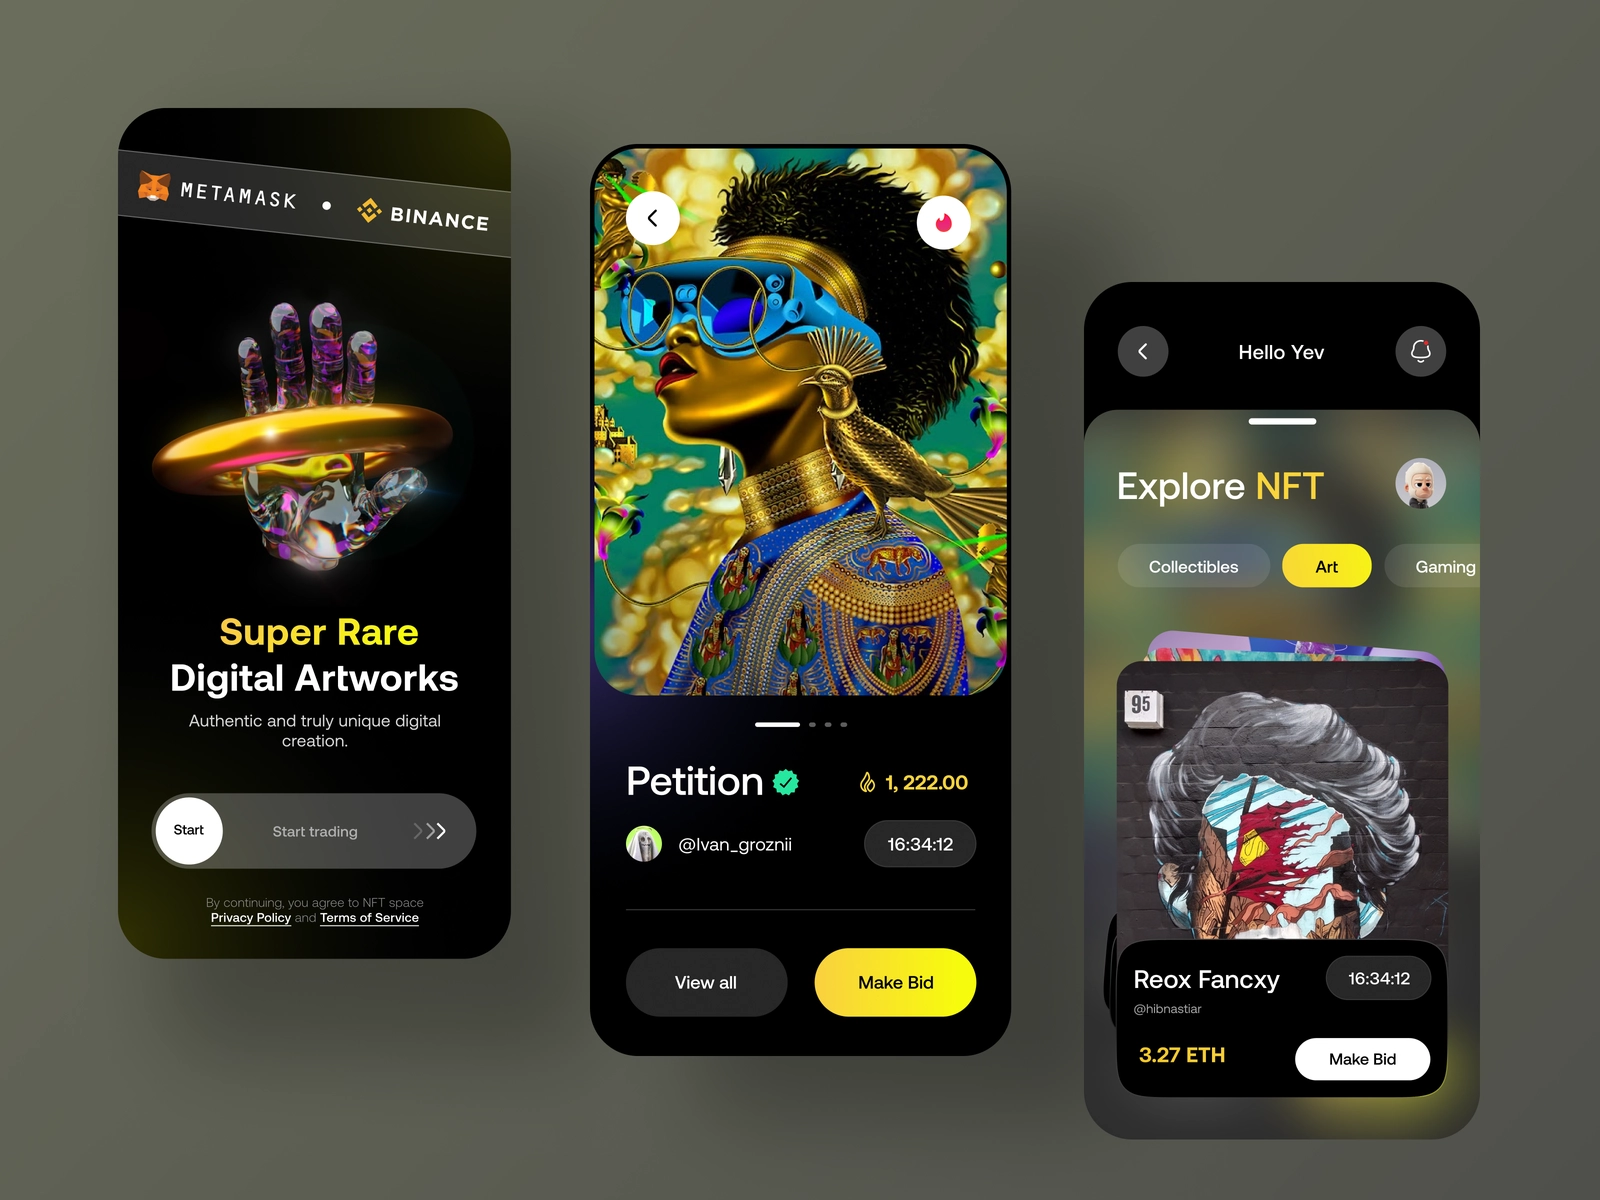 METAMASK • BINANCE
Super Rare
Digital Artworks
Authentic and truly unique digital
creation.
Start
Start trading
By continuing, you agree to NFT space
Privacy Policy and Terms of Service
Petition
1, 222.00
@Ivan_groznii
16:34:12
View all
Make Bid
Hello Yev
Explore NFT
Collectibles
Art
Gaming
95
Reox Fancxy
16:34:12
@hibnastiar
3.27 ETH
Make Bid